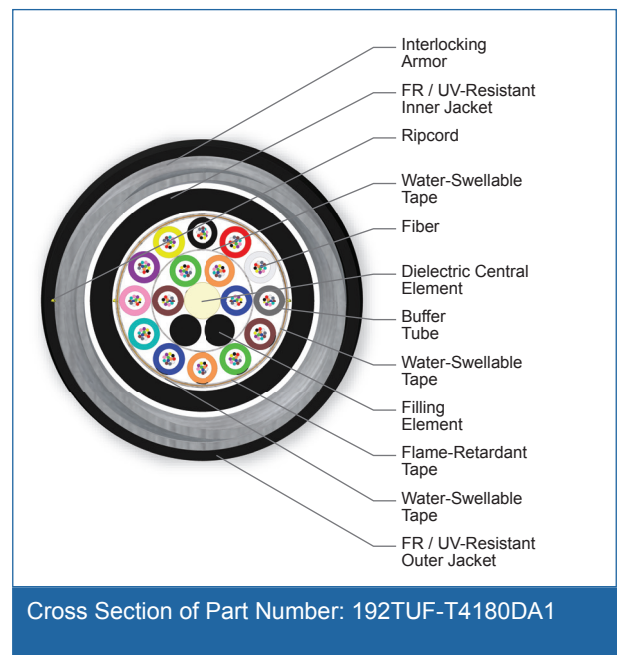 Interlocking
Armor
FR / UV-Resistant
Inner Jacket
Ripcord
Water-Swellable
Tape
Fiber
Dielectric Central
Element
Buffer
Tube
Water-Swellable
Tape
Filling
Element
Flame-Retardant
Tape
Water-Swellable
Tape
FR / UV-Resistant
Outer Jacket
Cross Section of Part Number: 192TUF-T4180DA1